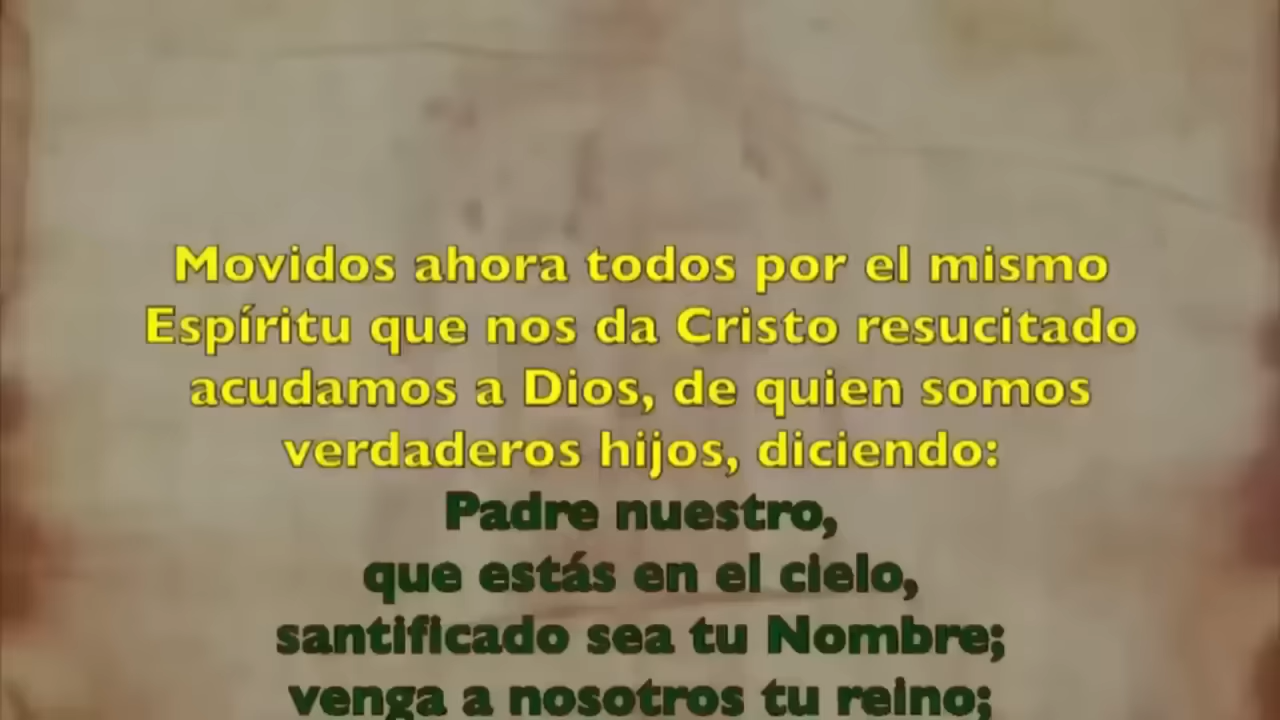 Movidos ahora todos por el mismo
Espíritu que nos da Cristo resucitado
acudamos a Dios, de quien somos
verdaderos hijos, diciendo:
Padre nuestro,
que estás en el cielo,
santificado sea tu Nombre;
venga a nosotros tu reino;